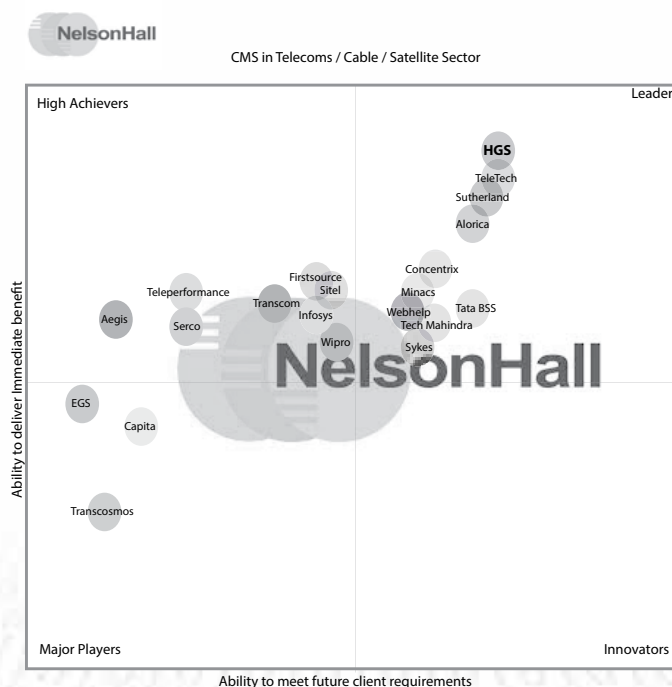 NelsonHall
CMS in Telecoms / Cable / Satellite Sector
High Achievers
Leader
HGS
TeleTech
Sutherland
Alorica
Concentrix
Firstsource
Sitel
Minacs
Teleperformance
Transcom
Tata BSS
Webhelp
Infosys
Aegis
Serco
Tech Mahindra
Wipro
Sykes
NelsonHall
EGS
Capita
Transcosmos
Ability to deliver Immediate benefit
Major Players
Innovators
Ability to meet future client requirements